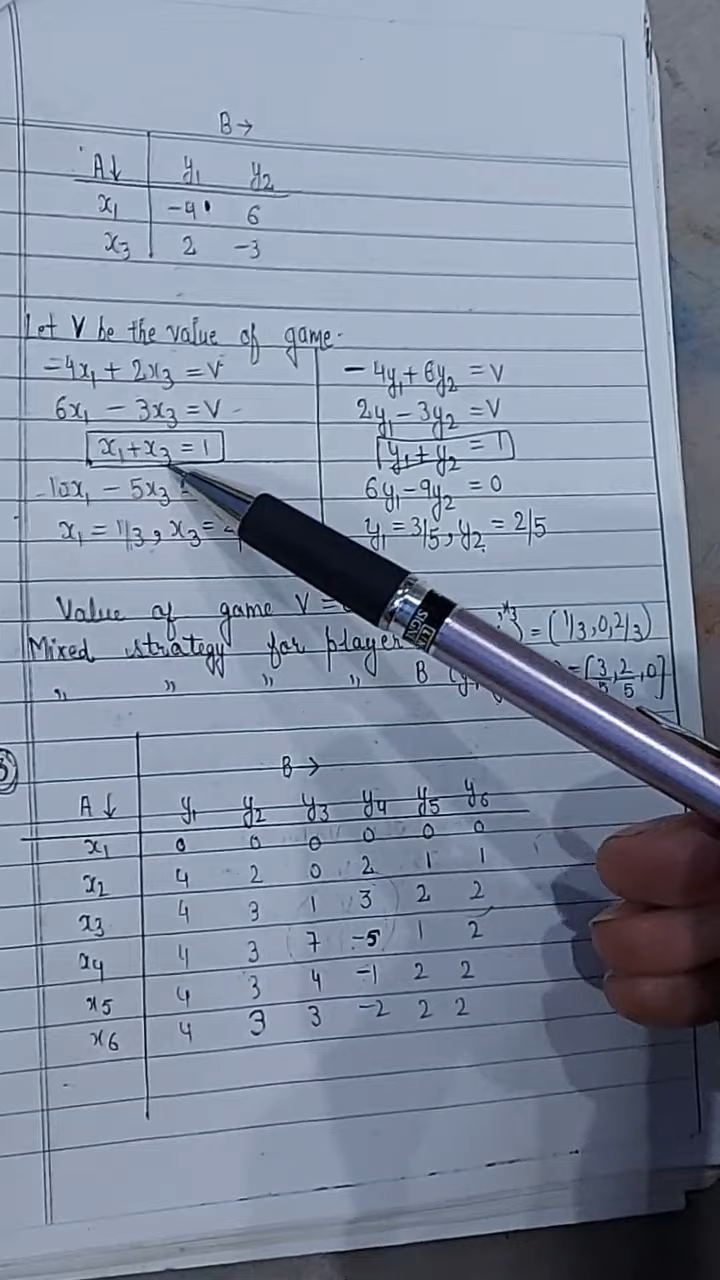 B→
A↓ y₁ y₂
x₁ -4 6
x₃ 2 -3
Let V be the value of game.
-4x₁ + 2x₃ = V
6x₁ - 3x₃ = V
x₁ + x₃ = 1
-10x₁ - 5x₃
x₁ = 1/3, x₃ =
-4y₁ + 6y₂ = V
2y₁ - 3y₂ = V
y₁ + y₂ = 1
6y₁ - 9y₂ = 0
y₁ = 3/5, y₂ = 2/5
Value of game V =
Mixed strategy for player ) = (1/3, 0, 2/3)
,, ,, ,, ,, B (y₁ ) = [3/5, 2/5, 0]
B→
A↓ y₁ y₂ y₃ y₄ y₅ y₆
x₁ 0 0 0 0 0 0
x₂ 4 2 0 2 1 1
x₃ 4 3 1 3 2 2
x₄ 4 3 7 -5 1 2
x₅ 4 3 4 -1 2 2
x₆ 4 3 3 -2 2 2